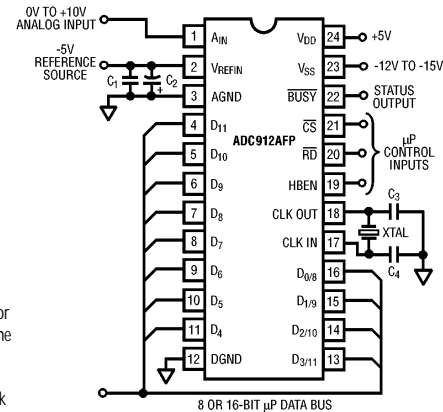 0V TO +10V
ANALOG INPUT
-5V
REFERENCE
SOURCE
C1
C2
+
1
AIN
2
VREFIN
3
AGND
4
D11
5
D10
6
D9
7
D8
8
D7
9
D6
10
D5
11
D4
12
DGND
ADC912AFP
VDD
24
+5V
VSS
23
-12V TO -15V
BUSY
22
STATUS
OUTPUT
CS
21
RD
20
HBEN
19
µP
CONTROL
INPUTS
CLK OUT
18
C3
XTAL
CLK IN
17
C4
D0/8
16
D1/9
15
D2/10
14
D3/11
13
8 OR 16-BIT µP DATA BUS
or
ne
k